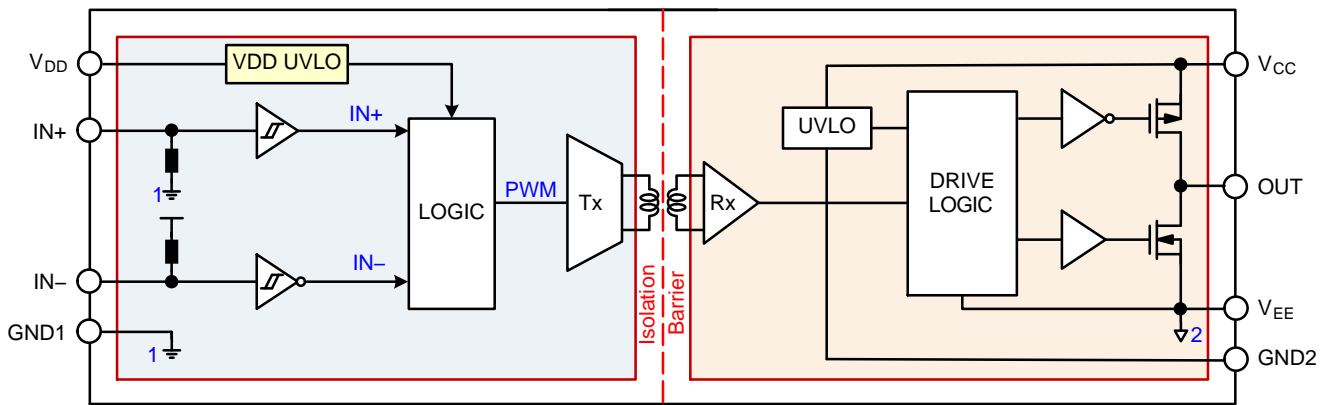 VDD
VDD UVLO
IN+
IN+
1
LOGIC
PWM
Tx
IN–
IN–
GND1
1
Isolation
Barrier
Rx
UVLO
DRIVE
LOGIC
VCC
OUT
VEE
2
GND2